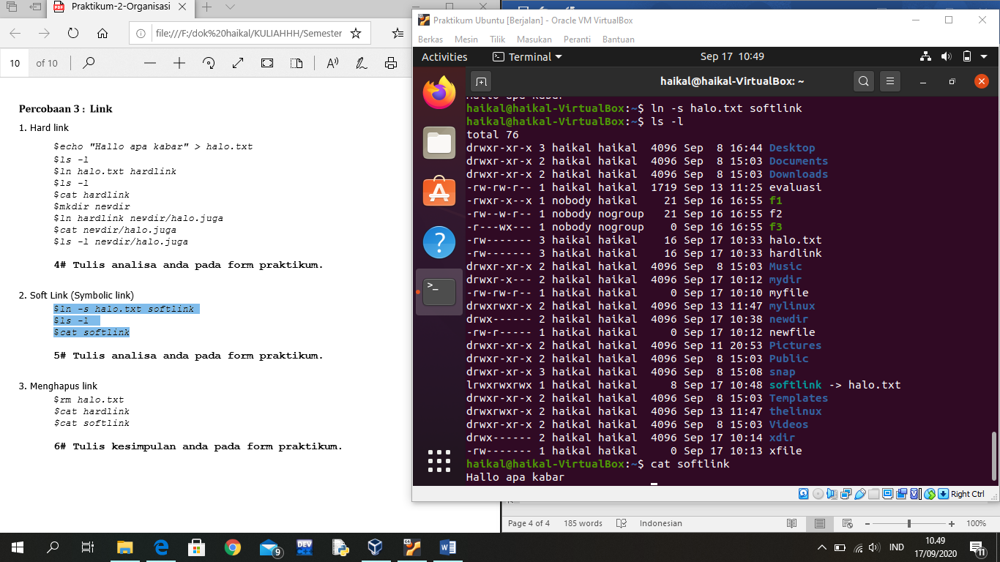 Praktikum-2-Organisasi
file:///F:/dok%20haikal/KULIAHHH/Semester
10 of 10
Percobaan 3 : Link
1. Hard link
$echo "Hallo apa kabar" > halo.txt
$ls -l
$ln halo.txt hardlink
$ls -l
$cat hardlink
$mkdir newdir
$ln hardlink newdir/halo.juga
$cat newdir/halo.juga
$ls -l newdir/halo.juga
4# Tulis analisa anda pada form praktikum.
2. Soft Link (Symbolic link)
$ln -s halo.txt softlink
$ls -l
$cat softlink
5# Tulis analisa anda pada form praktikum.
3. Menghapus link
$rm halo.txt
$cat hardlink
$cat softlink
6# Tulis kesimpulan anda pada form praktikum.
Praktikum Ubuntu [Berjalan] - Oracle VM VirtualBox
Berkas Mesin Tilik Masukan Peranti Bantuan
Activities Terminal Sep 17 10:49
haikal@haikal-VirtualBox: ~
Hallo apa kabar
haikal@haikal-VirtualBox:~$ ln -s halo.txt softlink
haikal@haikal-VirtualBox:~$ ls -l
total 76
drwxr-xr-x 3 haikal haikal  4096 Sep  8 16:44 Desktop
drwxr-xr-x 2 haikal haikal  4096 Sep  8 15:03 Documents
drwxr-xr-x 2 haikal haikal  4096 Sep  8 15:03 Downloads
-rw-rw-r-- 1 haikal haikal  1719 Sep 13 11:25 evaluasi
-rwxr-x--x 1 nobody haikal    21 Sep 16 16:55 f1
-rw--w-r-- 1 nobody nogroup   21 Sep 16 16:55 f2
-r---wx--- 1 nobody nogroup    0 Sep 16 16:55 f3
-rw------- 3 haikal haikal    16 Sep 17 10:33 halo.txt
-rw------- 3 haikal haikal    16 Sep 17 10:33 hardlink
drwxr-xr-x 2 haikal haikal  4096 Sep  8 15:03 Music
drwxr-x--- 2 haikal haikal  4096 Sep 17 10:12 mydir
-rw-rw-r-- 1 haikal haikal     0 Sep 17 10:10 myfile
drwxrwxr-x 2 haikal haikal  4096 Sep 13 11:47 mylinux
drwx------ 2 haikal haikal  4096 Sep 17 10:38 newdir
-rw-r----- 1 haikal haikal     0 Sep 17 10:12 newfile
drwxr-xr-x 2 haikal haikal  4096 Sep 11 20:53 Pictures
drwxr-xr-x 2 haikal haikal  4096 Sep  8 15:03 Public
drwxr-xr-x 3 haikal haikal  4096 Sep  8 15:08 snap
lrwxrwxrwx 1 haikal haikal     8 Sep 17 10:48 softlink -> halo.txt
drwxr-xr-x 2 haikal haikal  4096 Sep  8 15:03 Templates
drwxrwxr-x 2 haikal haikal  4096 Sep 13 11:47 thelinux
drwxr-xr-x 2 haikal haikal  4096 Sep  8 15:03 Videos
drwx------ 2 haikal haikal  4096 Sep 17 10:14 xdir
-rw------- 1 haikal haikal     0 Sep 17 10:13 xfile
haikal@haikal-VirtualBox:~$ cat softlink
Hallo apa kabar
Right Ctrl
Page 4 of 4 185 words Indonesian 100%
9 IND 10.49
17/09/2020 11